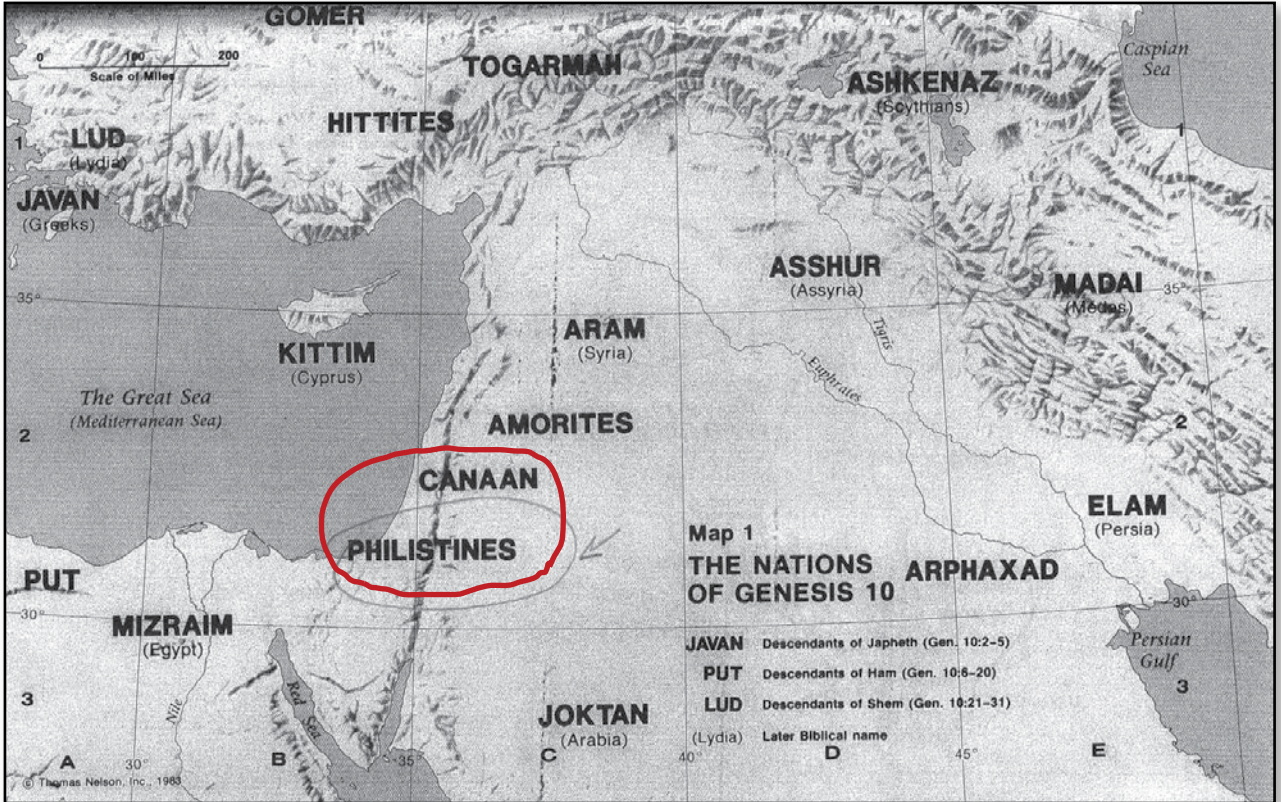 GOMER
0 100 200
Scale of Miles
TOGARMAH
Caspian
Sea
ASHKENAZ
(Scythians)
HITTITES
1
LUD
(Lydia)
1
JAVAN
(Greeks)
ASSHUR
(Assyria)
MADAI
(Medes)
35°
35°
KITTIM
(Cyprus)
ARAM
(Syria)
Tigris
Euphrates
The Great Sea
(Mediterranean Sea)
AMORITES
2
2
CANAAN
ELAM
(Persia)
PHILISTINES
Map 1
THE NATIONS
OF GENESIS 10
ARPHAXAD
PUT
30°
30°
MIZRAIM
(Egypt)
Persian
Gulf
JAVAN Descendants of Japheth (Gen. 10:2-5)
PUT Descendants of Ham (Gen. 10:6-20)
LUD Descendants of Shem (Gen. 10:21-31)
(Lydia) Later Biblical name
3
3
Nile
Red Sea
JOKTAN
(Arabia)
A 30° B 35° C 40° D 45° E
© Thomas Nelson, Inc., 1983